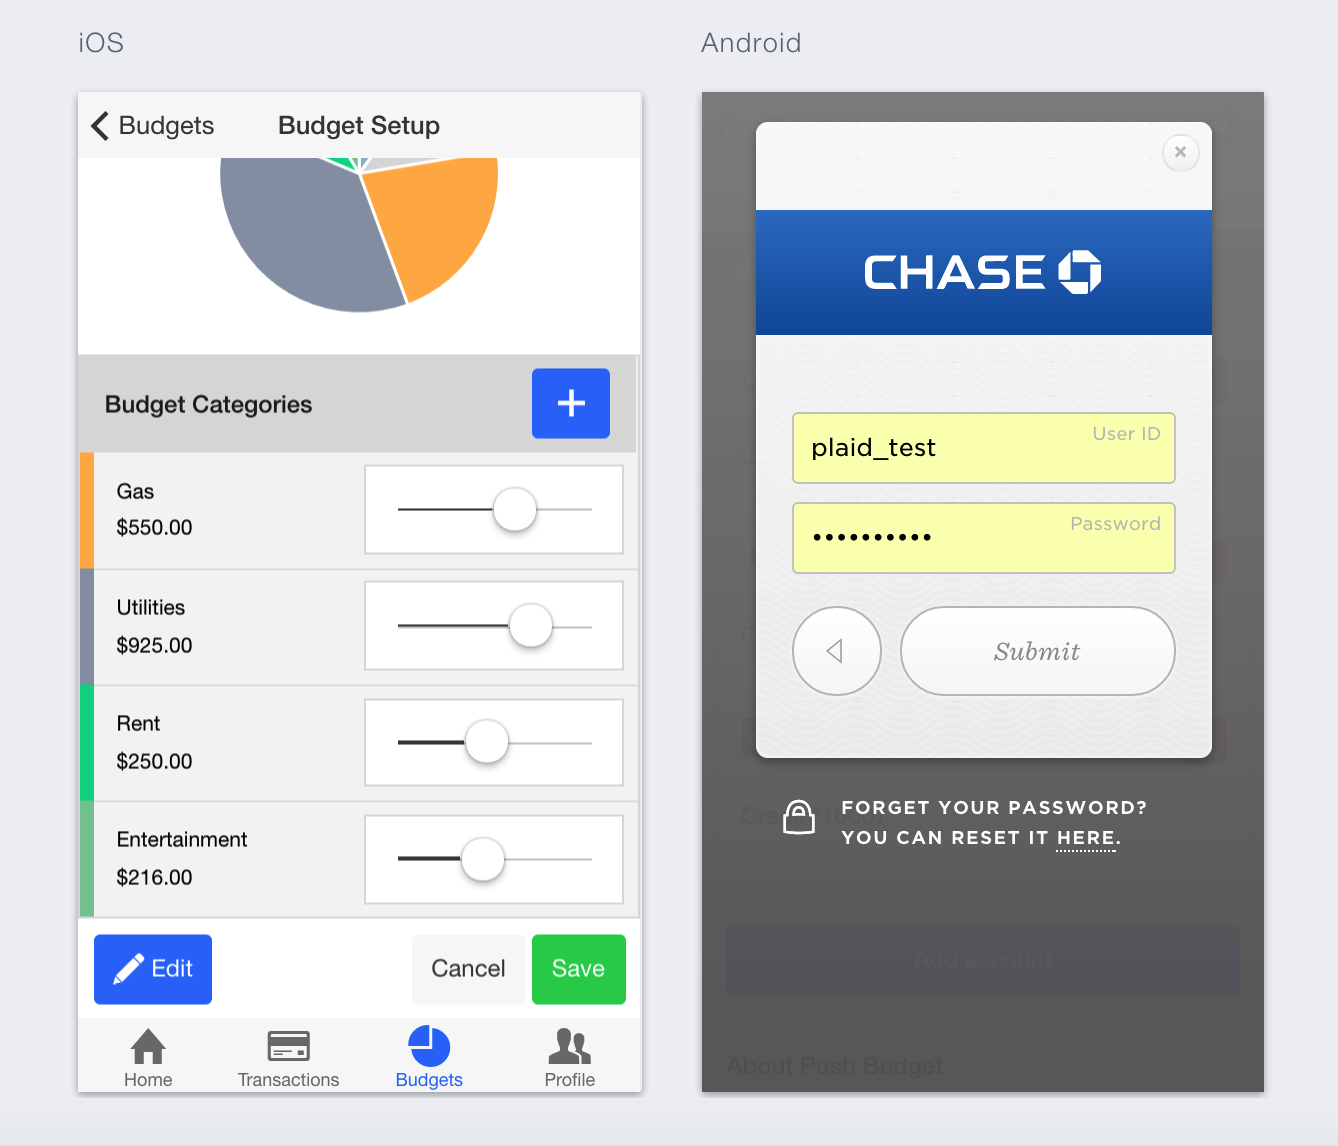 iOS
Android
Budgets
Budget Setup
Budget Categories
Gas
$550.00
Utilities
$925.00
Rent
$250.00
Entertainment
$216.00
Edit
Cancel
Save
Home
Transactions
Budgets
Profile
CHASE
plaid_test
User ID
••••••••••
Password
Submit
FORGET YOUR PASSWORD?
YOU CAN RESET IT HERE.
Add account
About Push Budget